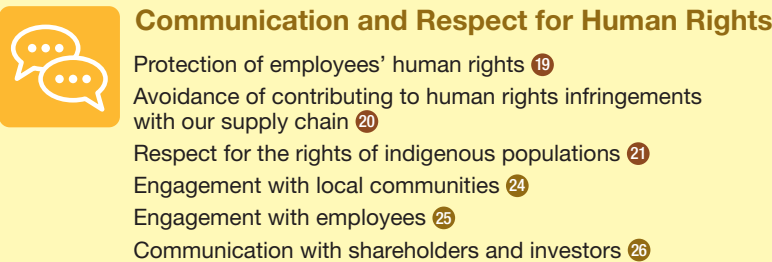 Communication and Respect for Human Rights
Protection of employees’ human rights 19
Avoidance of contributing to human rights infringements
with our supply chain 20
Respect for the rights of indigenous populations 21
Engagement with local communities 24
Engagement with employees 25
Communication with shareholders and investors 26